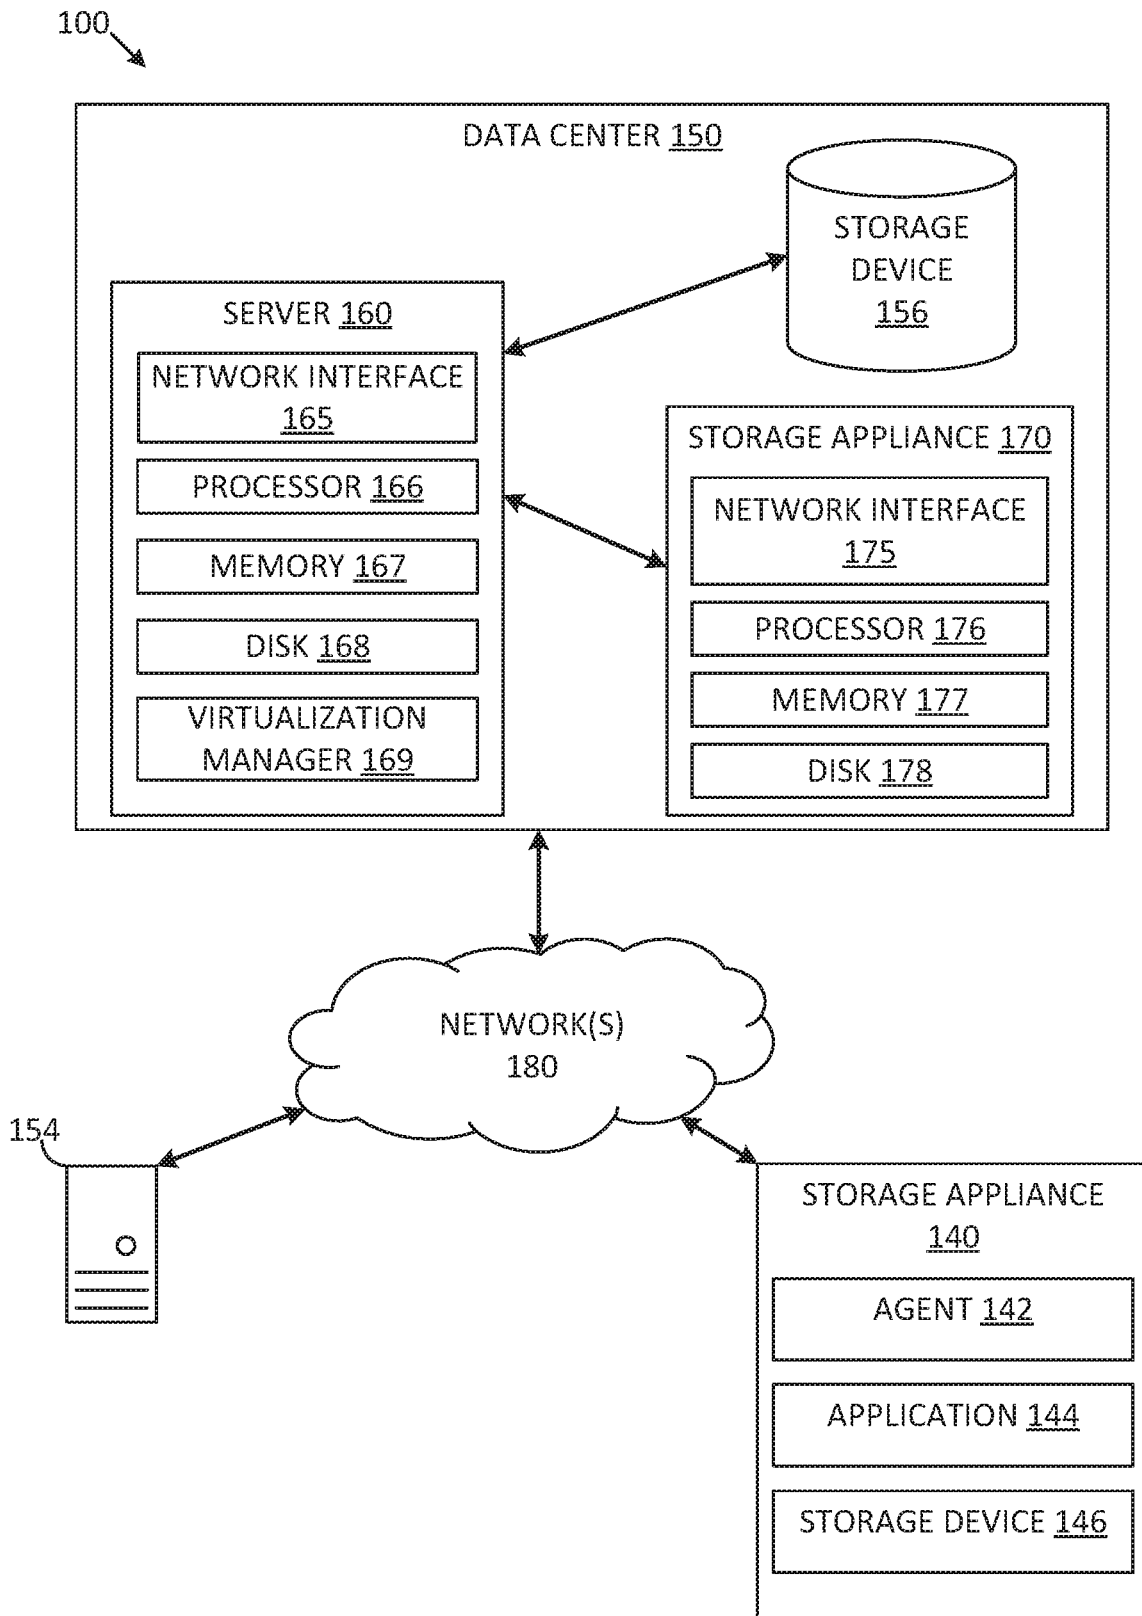 100
DATA CENTER 150
STORAGE
DEVICE
156
SERVER 160
NETWORK INTERFACE
165
PROCESSOR 166
MEMORY 167
DISK 168
VIRTUALIZATION
MANAGER 169
STORAGE APPLIANCE 170
NETWORK INTERFACE
175
PROCESSOR 176
MEMORY 177
DISK 178
NETWORK(S)
180
154
STORAGE APPLIANCE
140
AGENT 142
APPLICATION 144
STORAGE DEVICE 146